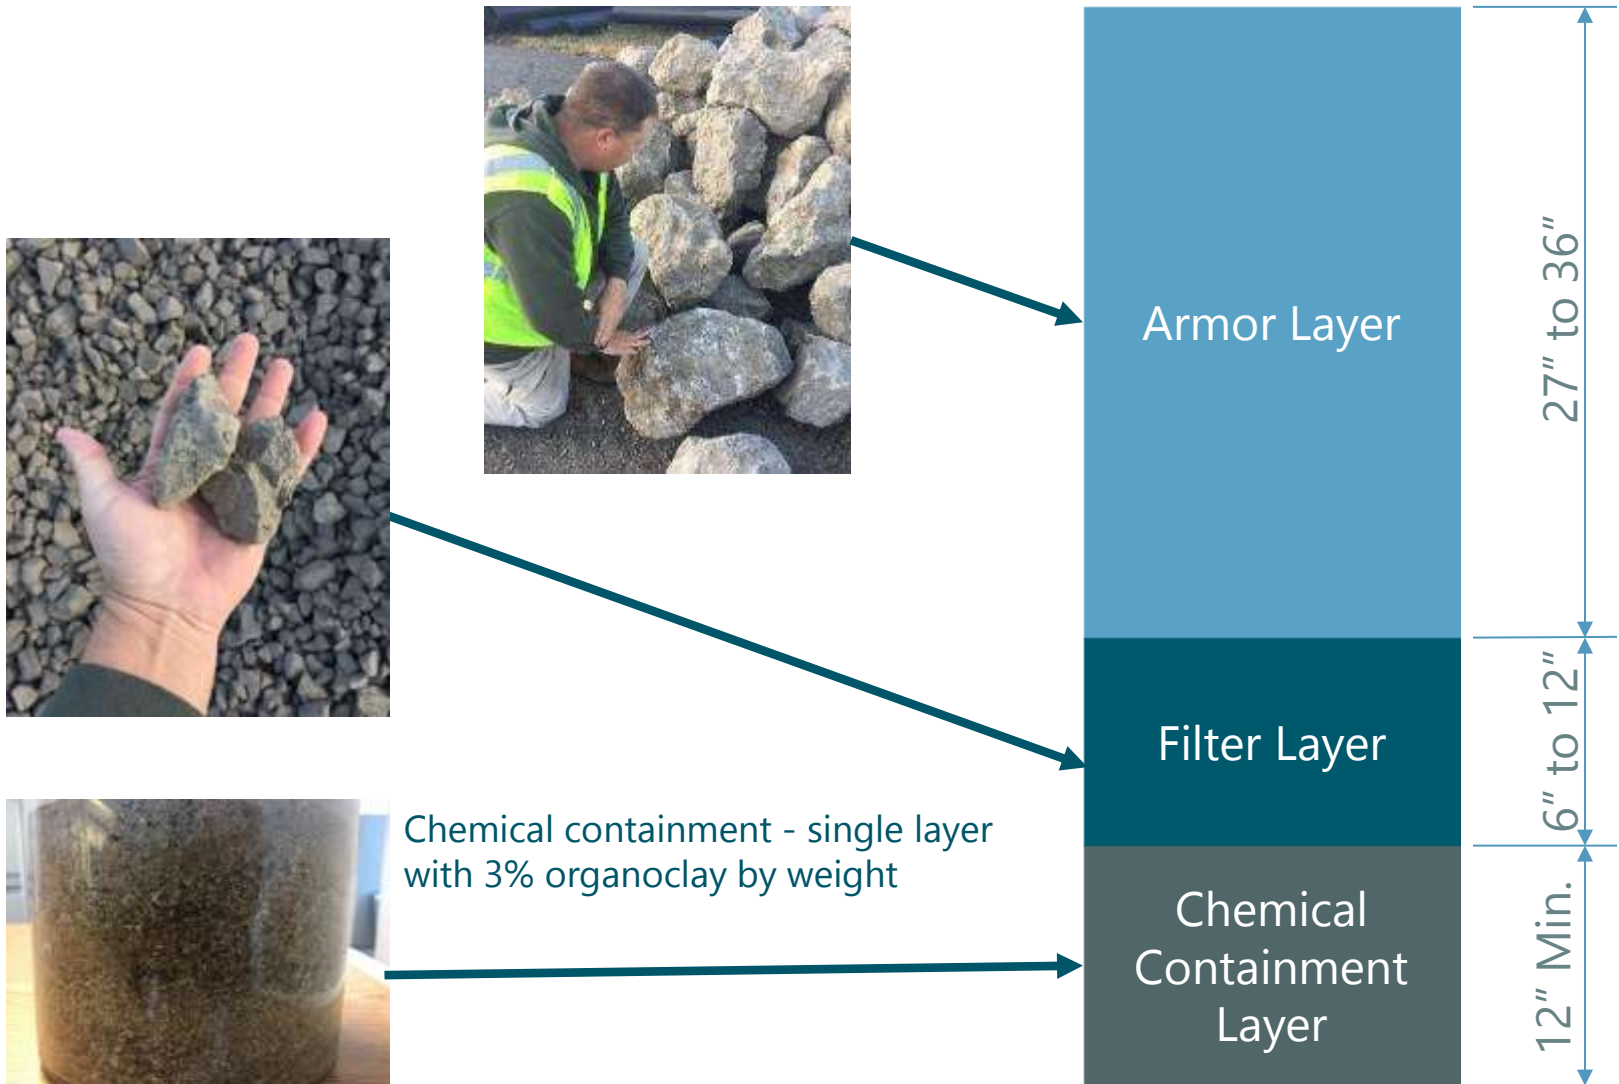 Armor Layer
27" to 36"
Filter Layer
6" to 12"
Chemical containment - single layer
with 3% organoclay by weight
Chemical
Containment
Layer
12" Min.